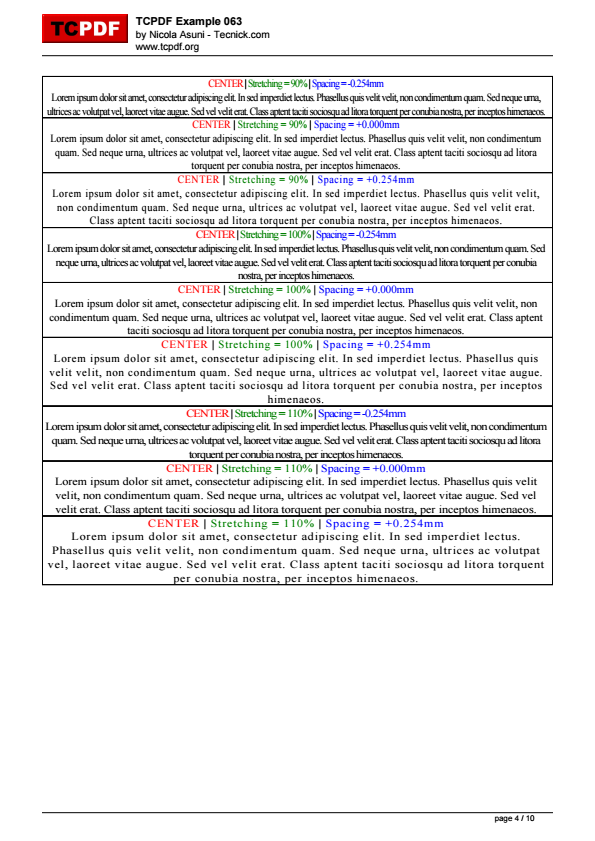 TCPDF
TCPDF Example 063
by Nicola Asuni - Tecnick.com
www.tcpdf.org
CENTER | Stretching = 90% | Spacing = -0.254mm
Lorem ipsum dolor sit amet, consectetur adipiscing elit. In sed imperdiet lectus. Phasellus quis velit velit, non condimentum quam. Sed neque urna,
ultrices ac volutpat vel, laoreet vitae augue. Sed vel velit erat. Class aptent taciti sociosqu ad litora torquent per conubia nostra, per inceptos himenaeos.
CENTER | Stretching = 90% | Spacing = +0.000mm
Lorem ipsum dolor sit amet, consectetur adipiscing elit. In sed imperdiet lectus. Phasellus quis velit velit, non condimentum
quam. Sed neque urna, ultrices ac volutpat vel, laoreet vitae augue. Sed vel velit erat. Class aptent taciti sociosqu ad litora
torquent per conubia nostra, per inceptos himenaeos.
CENTER | Stretching = 90% | Spacing = +0.254mm
Lorem ipsum dolor sit amet, consectetur adipiscing elit. In sed imperdiet lectus. Phasellus quis velit velit,
non condimentum quam. Sed neque urna, ultrices ac volutpat vel, laoreet vitae augue. Sed vel velit erat.
Class aptent taciti sociosqu ad litora torquent per conubia nostra, per inceptos himenaeos.
CENTER | Stretching = 100% | Spacing = -0.254mm
Lorem ipsum dolor sit amet, consectetur adipiscing elit. In sed imperdiet lectus. Phasellus quis velit velit, non condimentum quam. Sed
neque urna, ultrices ac volutpat vel, laoreet vitae augue. Sed vel velit erat. Class aptent taciti sociosqu ad litora torquent per conubia
nostra, per inceptos himenaeos.
CENTER | Stretching = 100% | Spacing = +0.000mm
Lorem ipsum dolor sit amet, consectetur adipiscing elit. In sed imperdiet lectus. Phasellus quis velit velit, non
condimentum quam. Sed neque urna, ultrices ac volutpat vel, laoreet vitae augue. Sed vel velit erat. Class aptent
taciti sociosqu ad litora torquent per conubia nostra, per inceptos himenaeos.
CENTER | Stretching = 100% | Spacing = +0.254mm
Lorem ipsum dolor sit amet, consectetur adipiscing elit. In sed imperdiet lectus. Phasellus quis
velit velit, non condimentum quam. Sed neque urna, ultrices ac volutpat vel, laoreet vitae augue.
Sed vel velit erat. Class aptent taciti sociosqu ad litora torquent per conubia nostra, per inceptos
himenaeos.
CENTER | Stretching = 110% | Spacing = -0.254mm
Lorem ipsum dolor sit amet, consectetur adipiscing elit. In sed imperdiet lectus. Phasellus quis velit velit, non condimentum
quam. Sed neque urna, ultrices ac volutpat vel, laoreet vitae augue. Sed vel velit erat. Class aptent taciti sociosqu ad litora
torquent per conubia nostra, per inceptos himenaeos.
CENTER | Stretching = 110% | Spacing = +0.000mm
Lorem ipsum dolor sit amet, consectetur adipiscing elit. In sed imperdiet lectus. Phasellus quis velit
velit, non condimentum quam. Sed neque urna, ultrices ac volutpat vel, laoreet vitae augue. Sed vel
velit erat. Class aptent taciti sociosqu ad litora torquent per conubia nostra, per inceptos himenaeos.
CENTER | Stretching = 110% | Spacing = +0.254mm
Lorem ipsum dolor sit amet, consectetur adipiscing elit. In sed imperdiet lectus.
Phasellus quis velit velit, non condimentum quam. Sed neque urna, ultrices ac volutpat
vel, laoreet vitae augue. Sed vel velit erat. Class aptent taciti sociosqu ad litora torquent
per conubia nostra, per inceptos himenaeos.
page 4 / 10